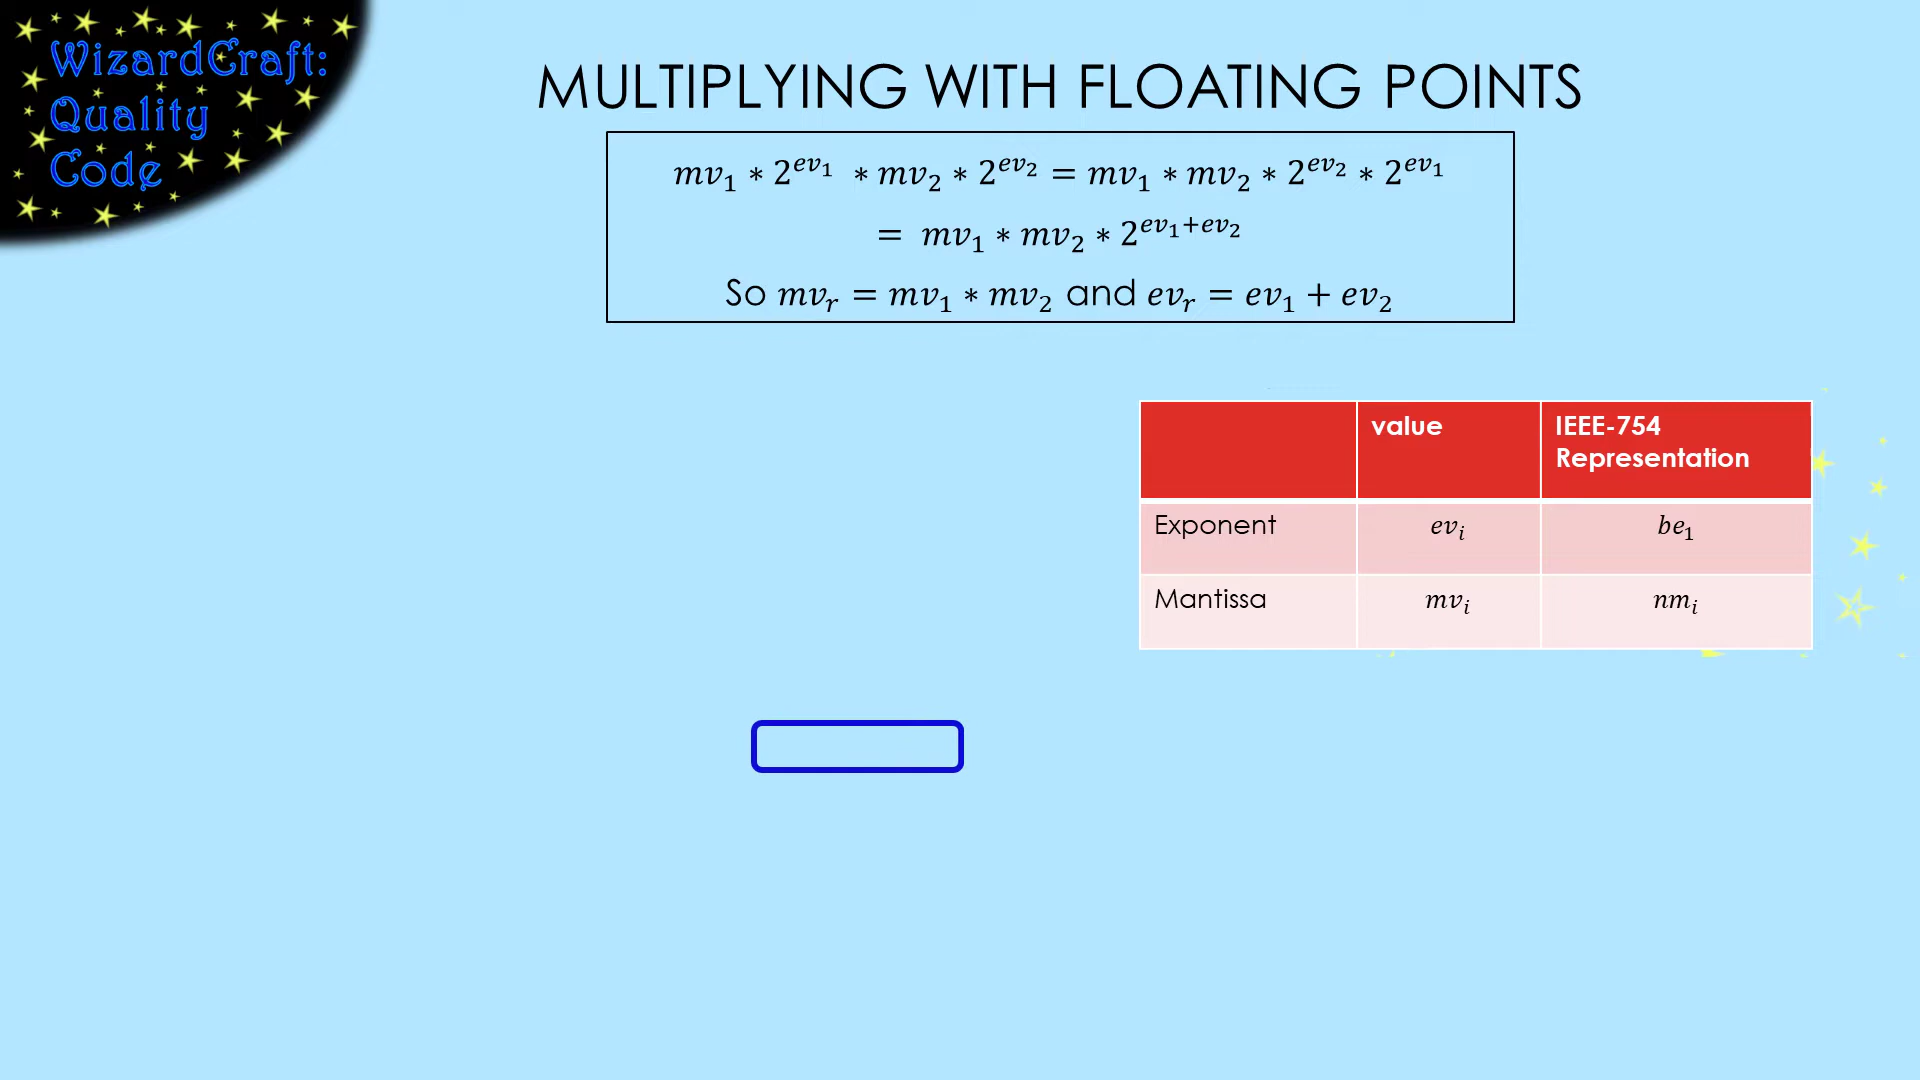 WizardCraft:
Quality
Code
MULTIPLYING WITH FLOATING POINTS
mv₁ ∗ 2^{ev₁} ∗ mv₂ ∗ 2^{ev₂} = mv₁ ∗ mv₂ ∗ 2^{ev₂} ∗ 2^{ev₁}
= mv₁ ∗ mv₂ ∗ 2^{ev₁+ev₂}
So mvᵣ = mv₁ ∗ mv₂ and evᵣ = ev₁ + ev₂
value IEEE-754
Representation
Exponent evᵢ be₁
Mantissa mvᵢ nmᵢ